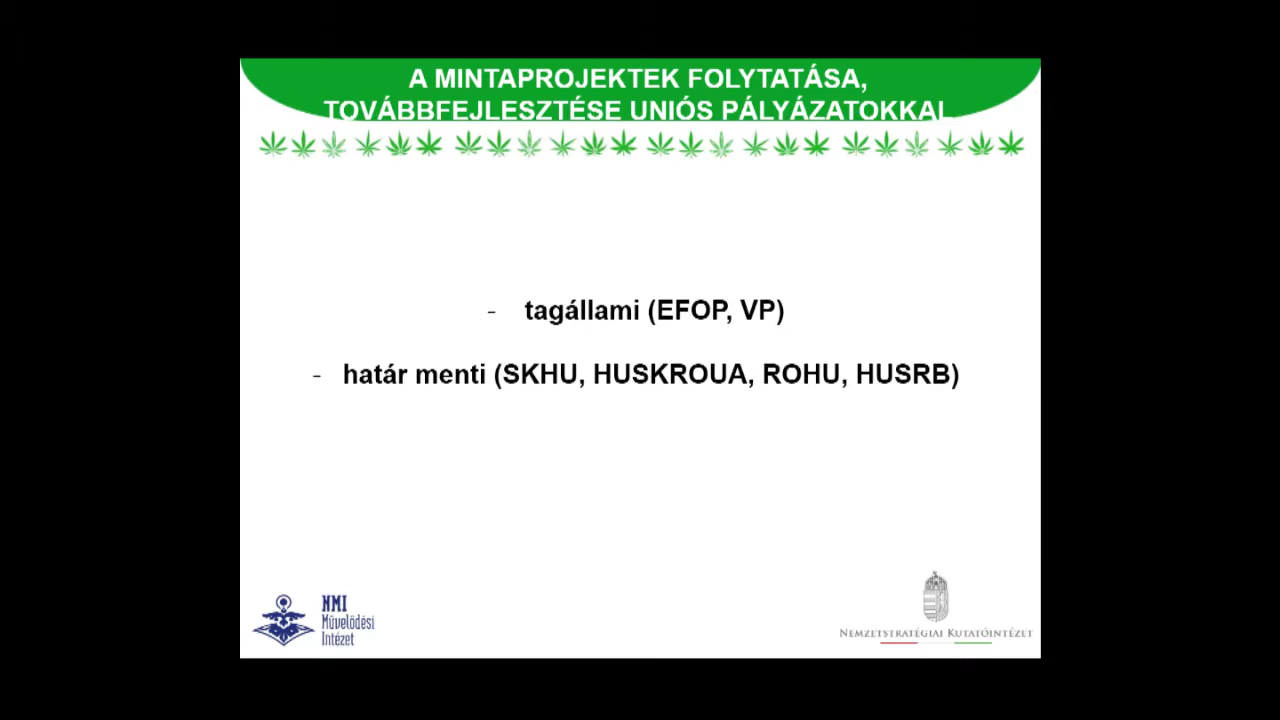 A MINTAPROJEKTEK FOLYTATÁSA,
TOVÁBBFEJLESZTÉSE UNIÓS PÁLYÁZATOKKAL
- tagállami (EFOP, VP)
- határ menti (SKHU, HUSKROUA, ROHU, HUSRB)
NMI
Művelődési
Intézet
NEMZETSTRATÉGIAI KUTATÓINTÉZET